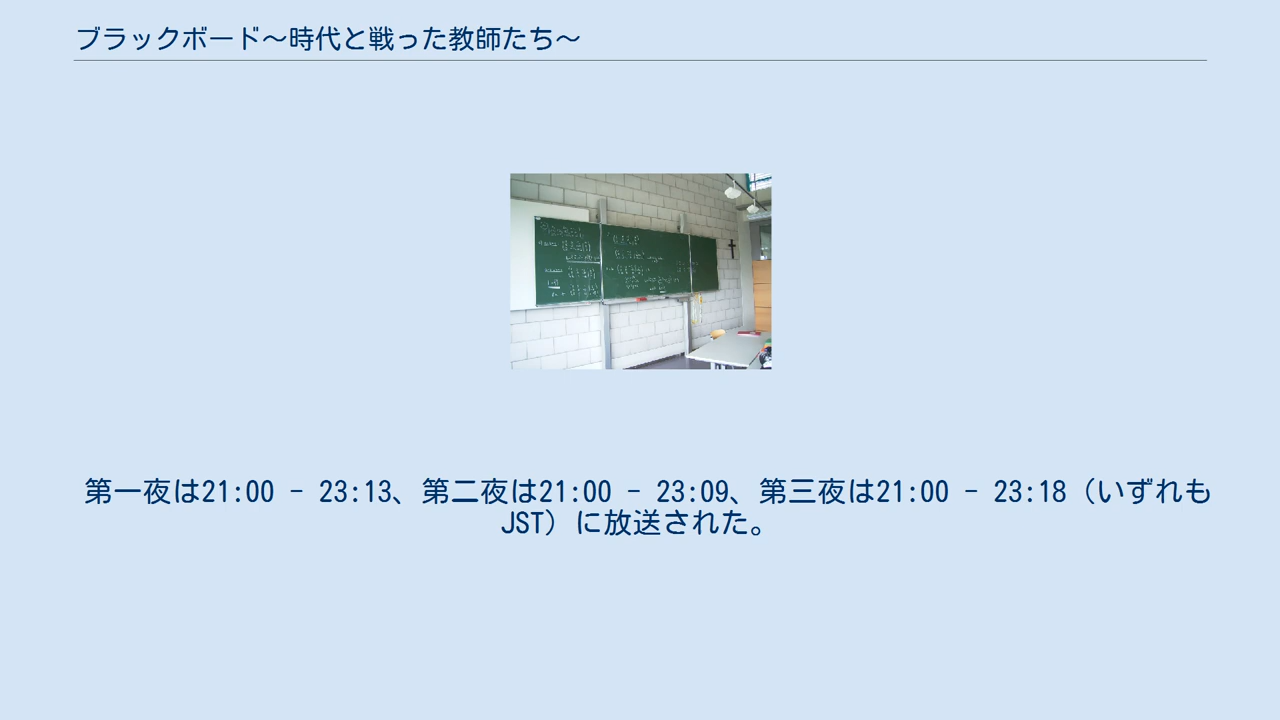 ブラックボード〜時代と戦った教師たち〜
第一夜は21:00 - 23:13、第二夜は21:00 - 23:09、第三夜は21:00 - 23:18（いずれも
JST）に放送された。